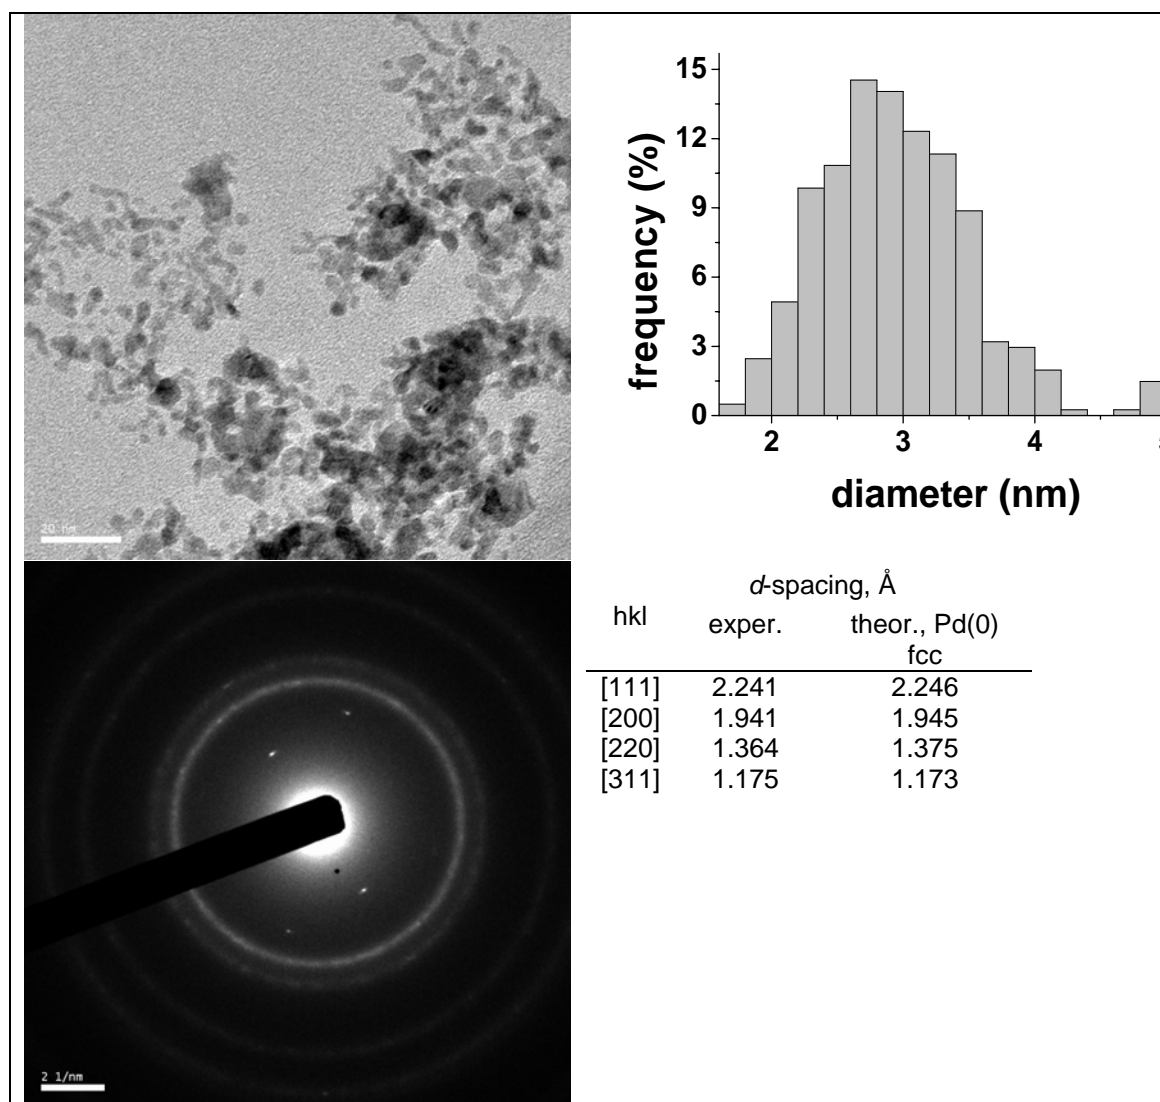 20 nm
15
12
9
6
3
0
frequency (%)
2 3 4
diameter (nm)
2 1/nm
d-spacing, Å
hkl exper. theor., Pd(0)
fcc
[111] 2.241 2.246
[200] 1.941 1.945
[220] 1.364 1.375
[311] 1.175 1.173